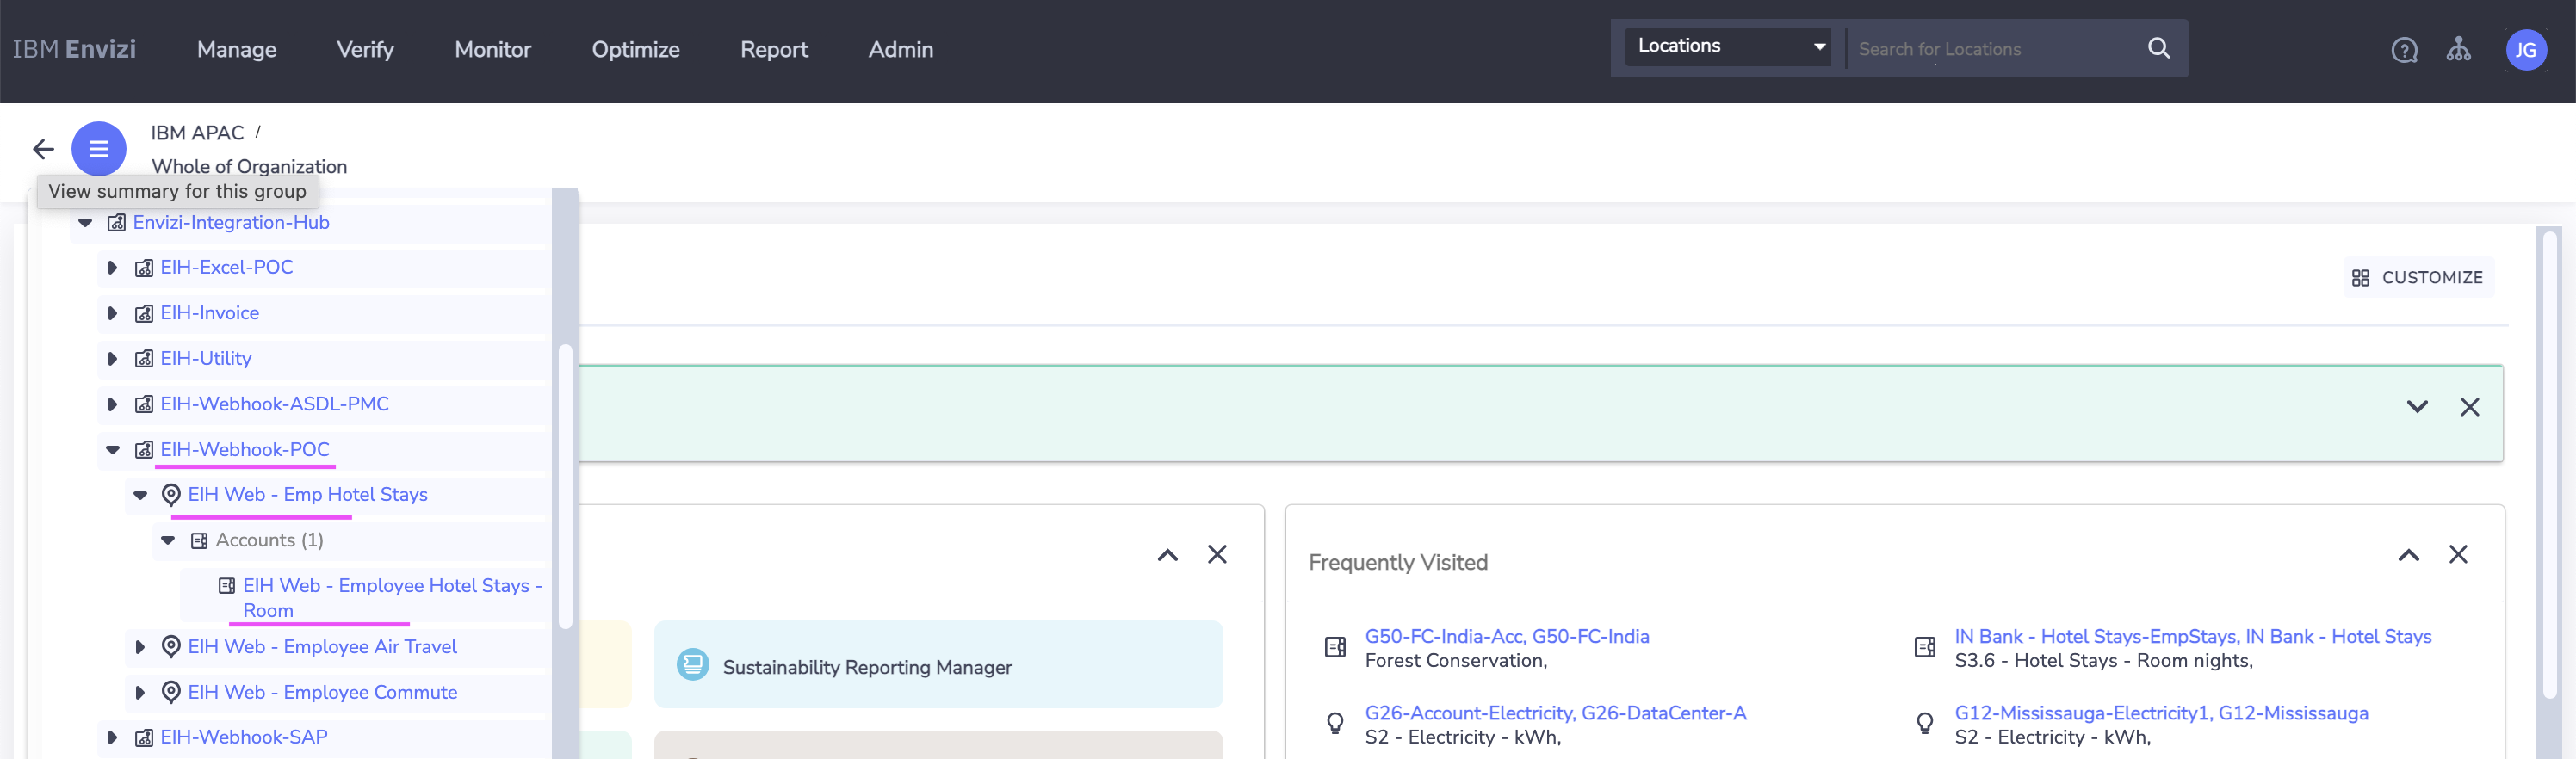 IBM Envizi
Manage
Verify
Monitor
Optimize
Report
Admin
Locations
Search for Locations
JG
IBM APAC /
Whole of Organization
View summary for this group
Envizi-Integration-Hub
EIH-Excel-POC
EIH-Invoice
EIH-Utility
EIH-Webhook-ASDL-PMC
EIH-Webhook-POC
EIH Web - Emp Hotel Stays
Accounts (1)
EIH Web - Employee Hotel Stays -
Room
EIH Web - Employee Air Travel
EIH Web - Employee Commute
EIH-Webhook-SAP
CUSTOMIZE
Sustainability Reporting Manager
Frequently Visited
G50-FC-India-Acc, G50-FC-India
Forest Conservation,
IN Bank - Hotel Stays-EmpStays, IN Bank - Hotel Stays
S3.6 - Hotel Stays - Room nights,
G26-Account-Electricity, G26-DataCenter-A
S2 - Electricity - kWh,
G12-Mississauga-Electricity1, G12-Mississauga
S2 - Electricity - kWh,